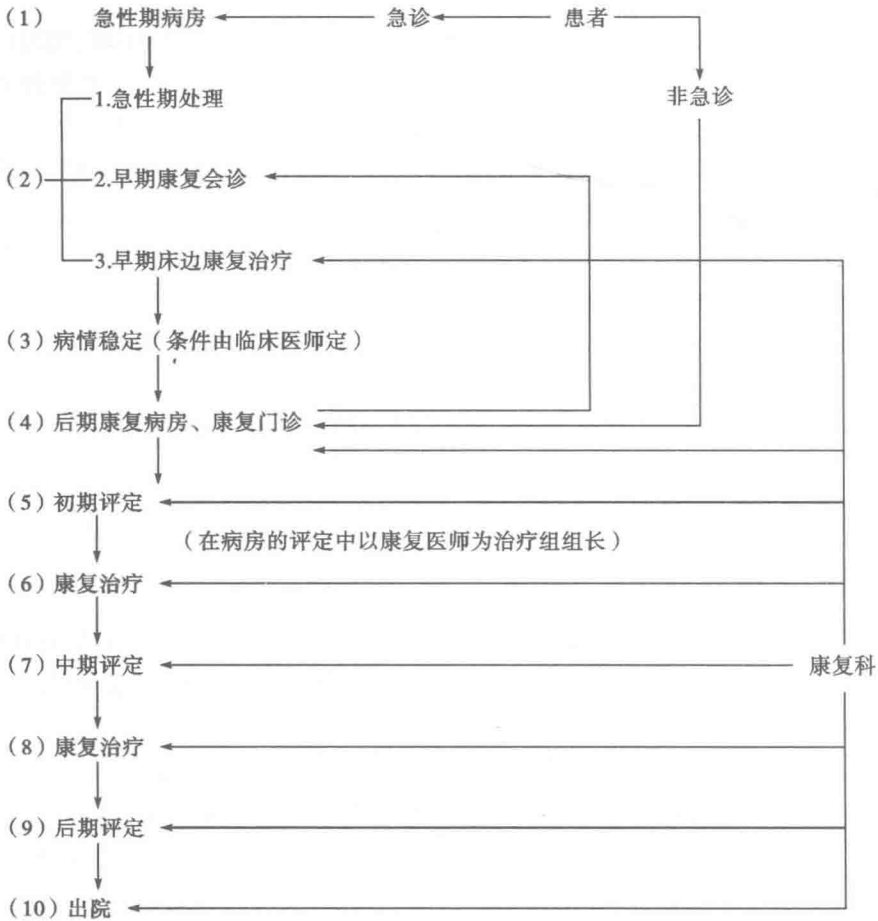 （1） 急性期病房 急诊 患者
1.急性期处理 非急诊
（2） 2.早期康复会诊
3.早期床边康复治疗
（3）病情稳定（条件由临床医师定）
（4）后期康复病房、康复门诊
（5）初期评定
（在病房的评定中以康复医师为治疗组组长）
（6）康复治疗
（7）中期评定 康复科
（8）康复治疗
（9）后期评定
（10）出院